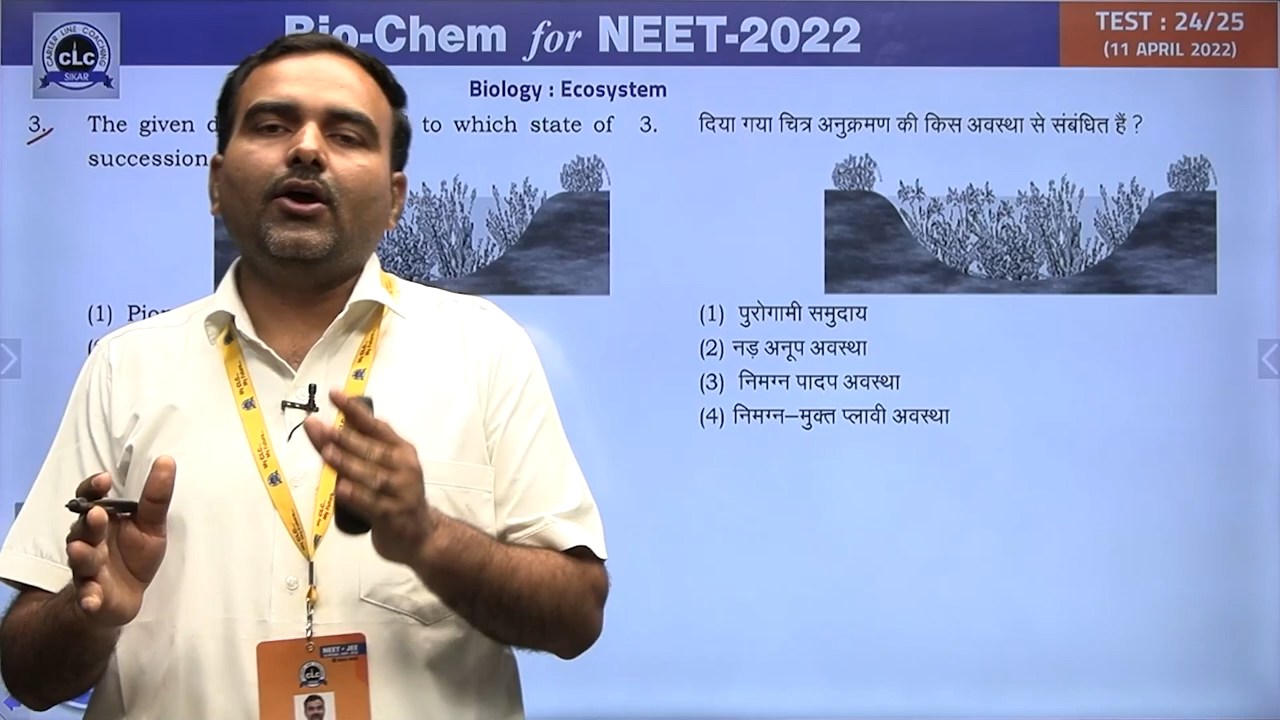 Bio-Chem for NEET-2022
TEST : 24/25
(11 APRIL 2022)
CAREER LINE COACHING
CLC
SIKAR
Biology : Ecosystem
3. The given to which state of
succession
(1)
3. दिया गया चित्र अनुक्रमण की किस अवस्था से संबंधित हैं ?
(1) पुरोगामी समुदाय
(2) नड़ अनूप अवस्था
(3) निमग्न पादप अवस्था
(4) निमग्न–मुक्त प्लावी अवस्था
NEET • JEE
CLC